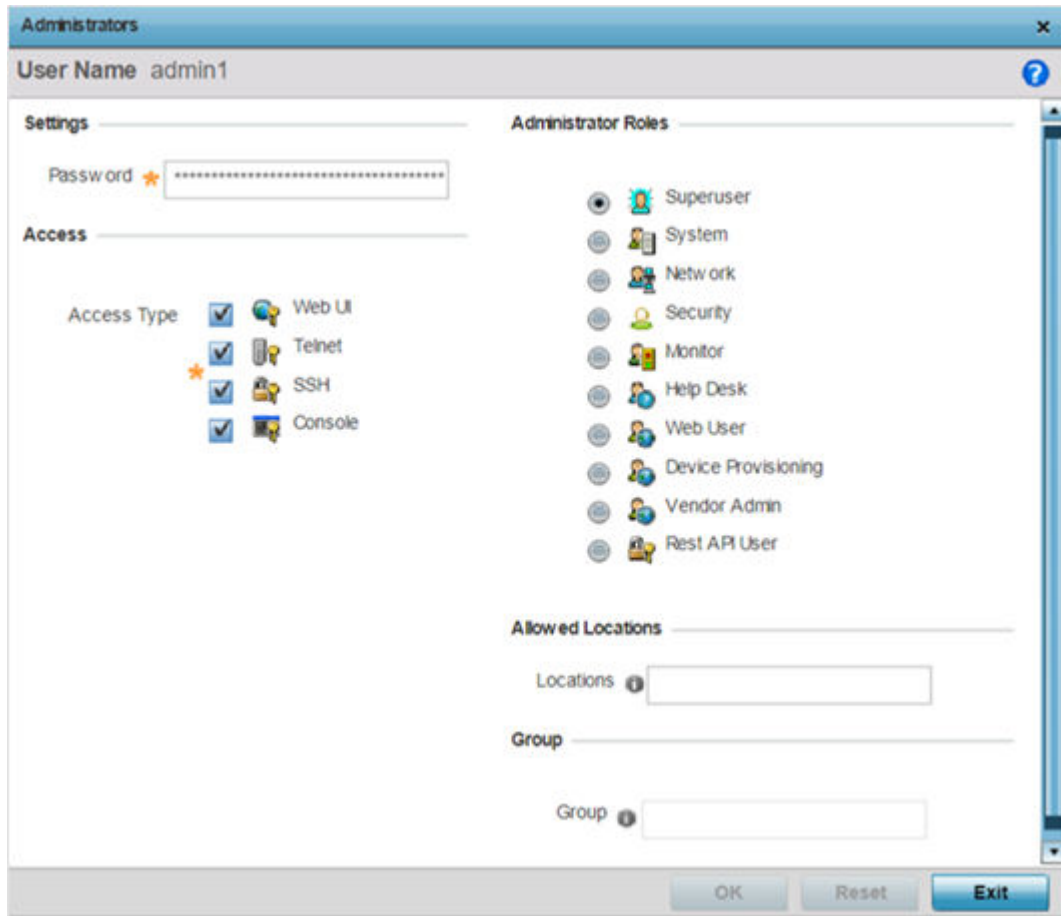 Administrators
User Name admin1
Settings
Password * *************************************
Access
Access Type
Web UI
Telnet
*
SSH
Console
Administrator Roles
Superuser
System
Network
Security
Monitor
Help Desk
Web User
Device Provisioning
Vendor Admin
Rest API User
Allowed Locations
Locations
Group
Group
OK
Reset
Exit